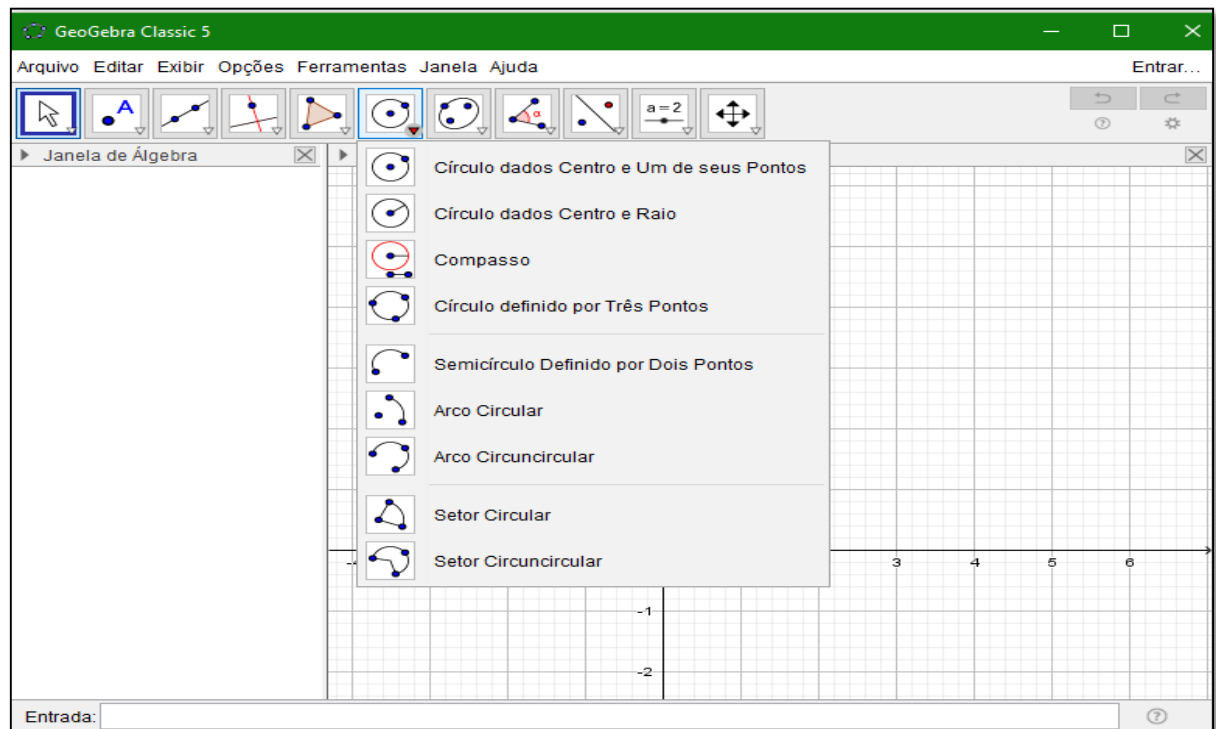 GeoGebra Classic 5
Arquivo Editar Exibir Opções Ferramentas Janela Ajuda Entrar...
A
α
a=2
Janela de Álgebra
Círculo dados Centro e Um de seus Pontos
Círculo dados Centro e Raio
Compasso
Círculo definido por Três Pontos
Semicírculo Definido por Dois Pontos
Arco Circular
Arco Circuncircular
Setor Circular
Setor Circuncircular
3 4 5 6
-1
-2
Entrada: